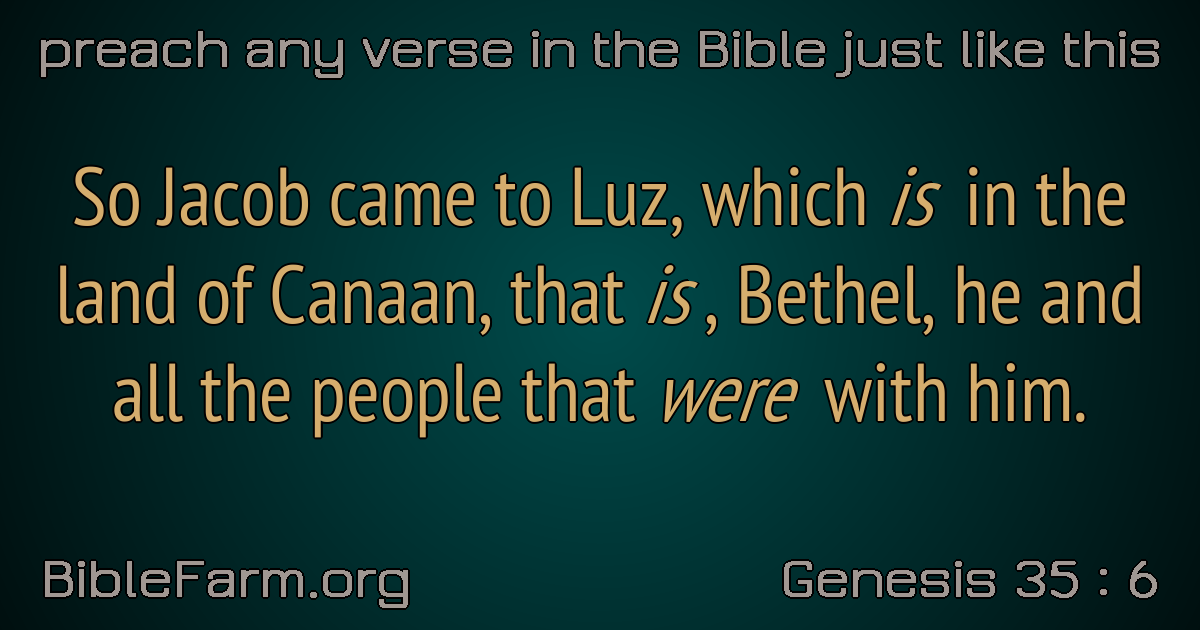 preach any verse in the Bible just like this
So Jacob came to Luz, which is in the
land of Canaan, that is, Bethel, he and
all the people that were with him.
BibleFarm.org
Genesis 35 : 6